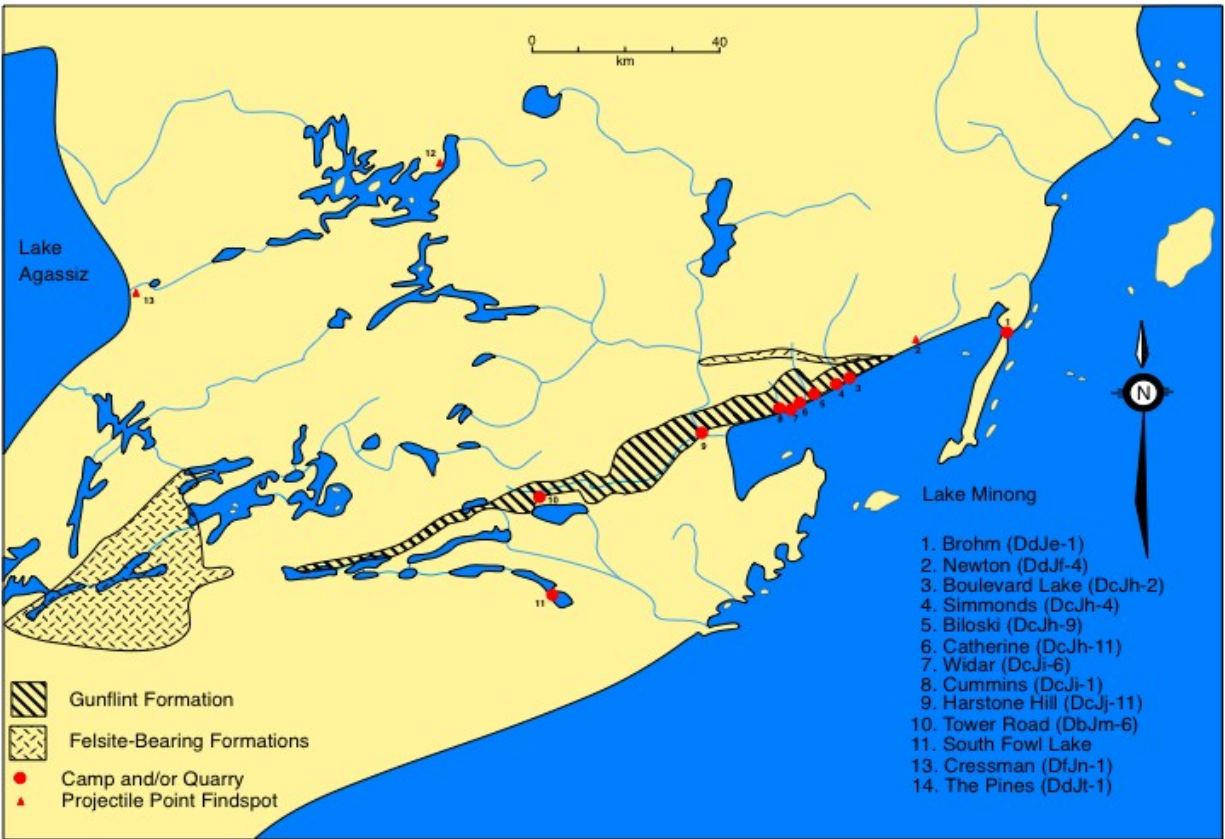 0 40
km
12
Lake
Agassiz
13
1
2
3
4
5
6
7
8
9
N
10
Lake Minong
11
1. Brohm (DdJe-1)
2. Newton (DdJf-4)
3. Boulevard Lake (DcJh-2)
4. Simmonds (DcJh-4)
5. Biloski (DcJh-9)
6. Catherine (DcJh-11)
7. Widar (DcJi-6)
8. Cummins (DcJi-1)
9. Harstone Hill (DcJj-11)
10. Tower Road (DbJm-6)
11. South Fowl Lake
13. Cressman (DfJn-1)
14. The Pines (DdJt-1)
Gunflint Formation
Felsite-Bearing Formations
Camp and/or Quarry
Projectile Point Findspot